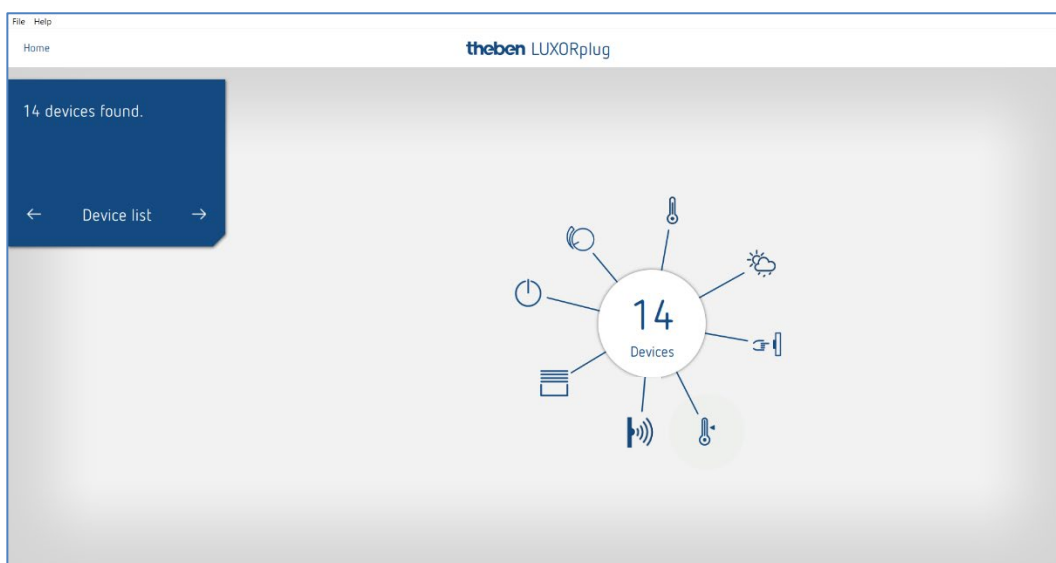 File Help
Home
theben LUXORplug
14 devices found.
← Device list →
14
Devices